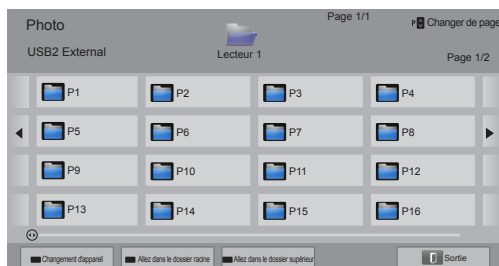 Photo
Page 1/1
P Changer de page
USB2 External
Lecteur 1
Page 1/2
P1
P2
P3
P4
P5
P6
P7
P8
P9
P10
P11
P12
P13
P14
P15
P16
Changement d'appareil
Allez dans le dossier racine
Allez dans le dossier supérieur
Sortie